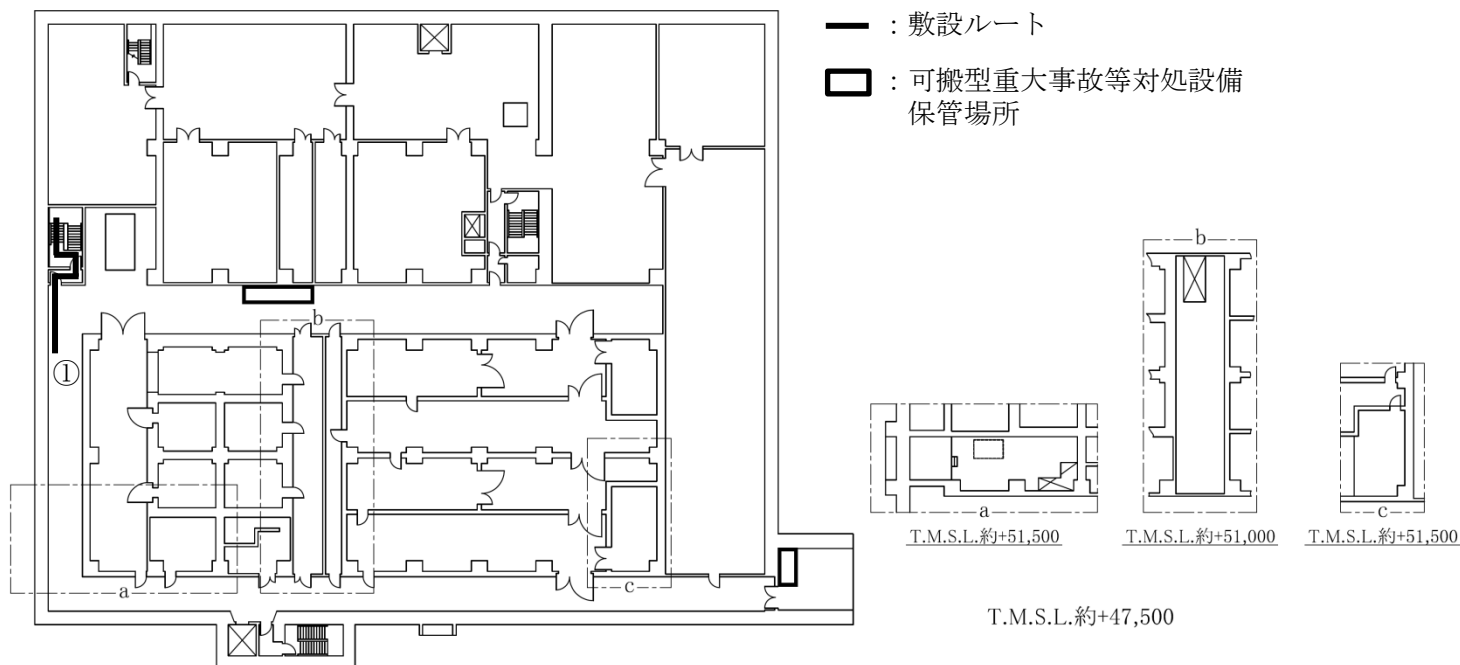 : 敷設ルート
: 可搬型重大事故等対処設備
保管場所
b
①
a
c
b
a
c
T.M.S.L.約+51,500
T.M.S.L.約+51,000
T.M.S.L.約+51,500
T.M.S.L.約+47,500